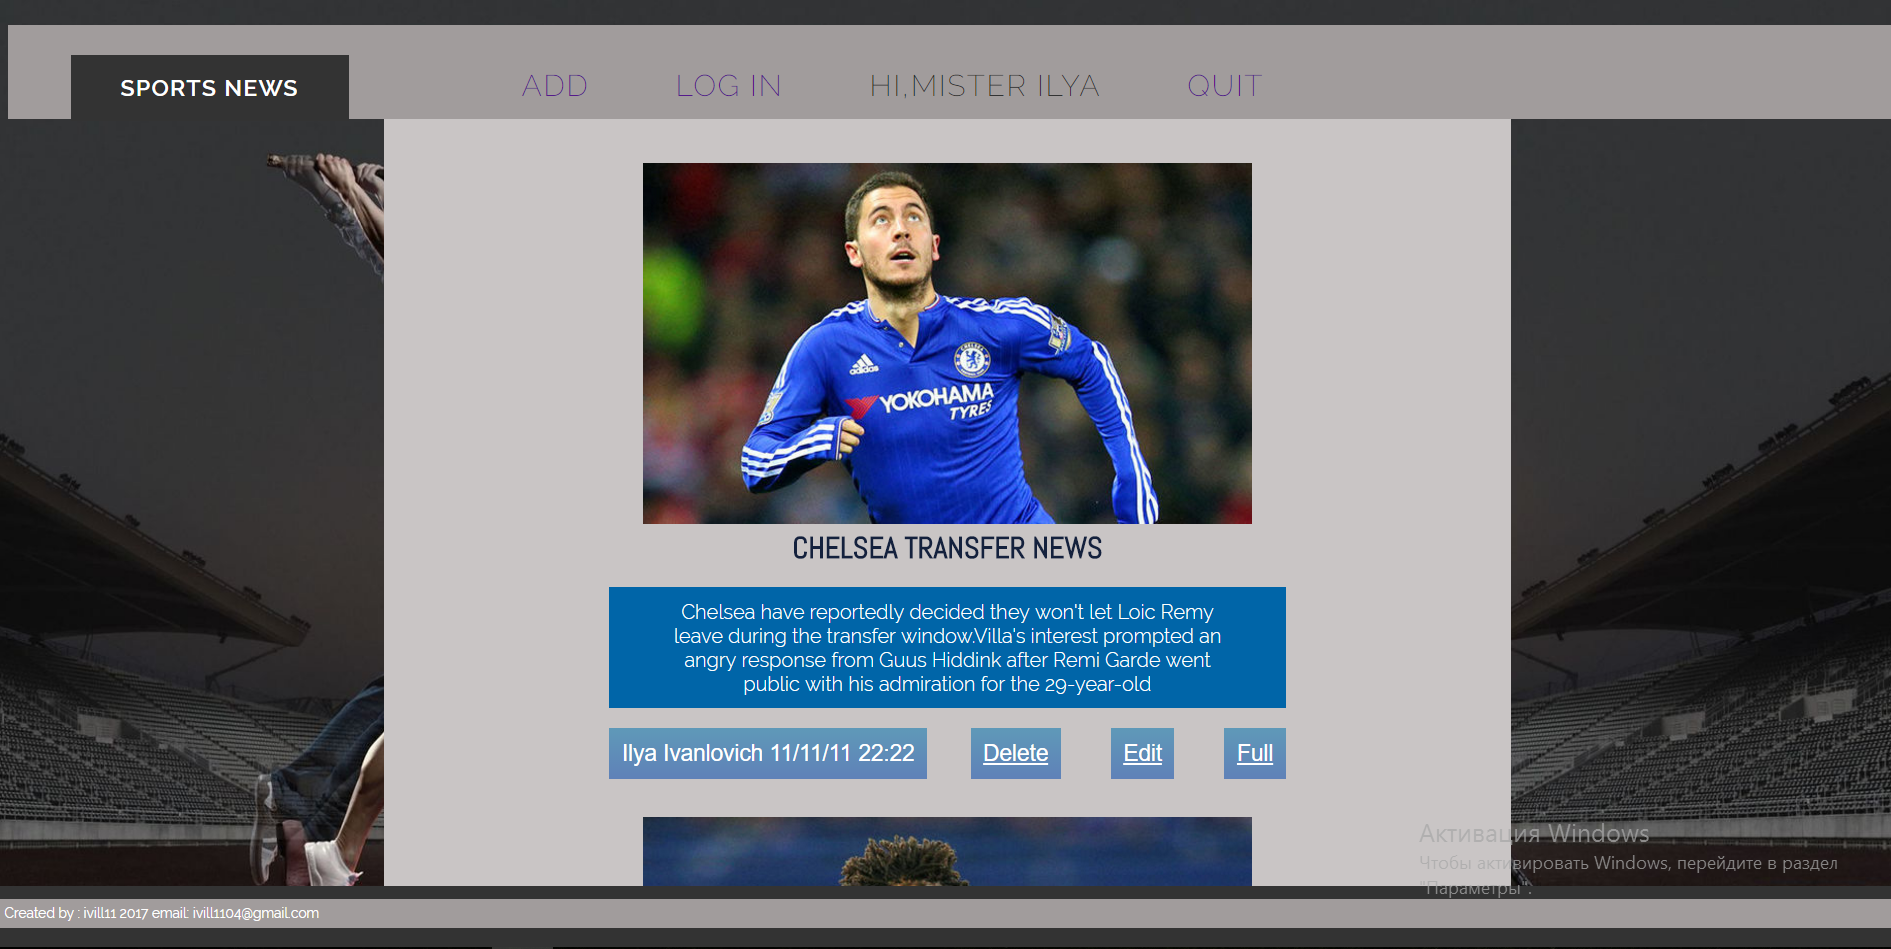 SPORTS NEWS
ADD
LOG IN
HI,MISTER ILYA
QUIT
adidas
CHELSEA
YOKOHAMA
TYRES
CHELSEA TRANSFER NEWS
Chelsea have reportedly decided they won't let Loic Remy
leave during the transfer window.Villa's interest prompted an
angry response from Guus Hiddink after Remi Garde went
public with his admiration for the 29-year-old
Ilya Ivanlovich 11/11/11 22:22
Delete
Edit
Full
Активация Windows
Чтобы активировать Windows, перейдите в раздел
"Параметры".
Created by : ivill11 2017 email: ivill1104@gmail.com